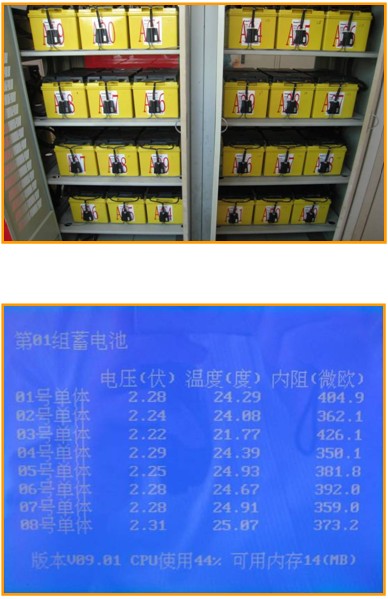 第01组蓄电池
电压(伏) 温度(度) 内阻(微欧)
01号单体 2.28 24.29 404.9
02号单体 2.24 24.08 362.1
03号单体 2.22 21.77 426.1
04号单体 2.29 24.39 350.1
05号单体 2.25 24.93 381.8
06号单体 2.28 24.67 392.0
07号单体 2.28 24.91 359.0
08号单体 2.31 25.07 373.2
版本V09.01 CPU使用44% 可用内存14(MB)